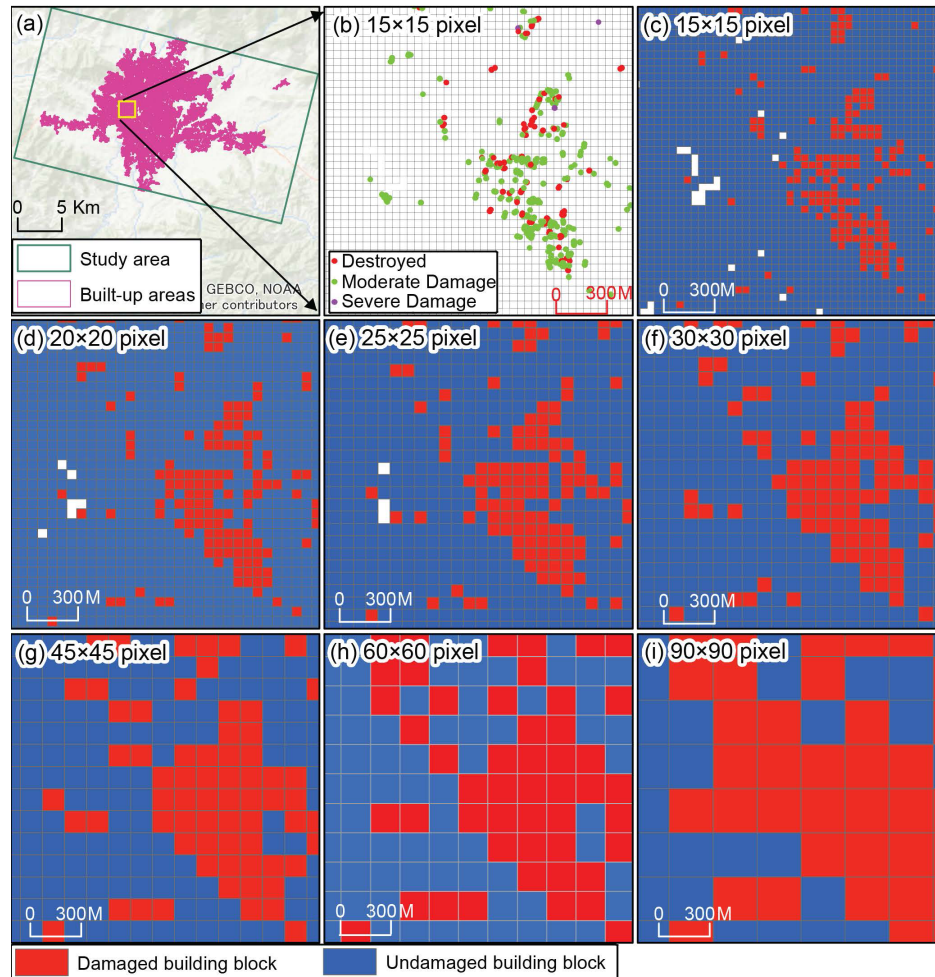 (a)
0 5 Km
Study area
Built-up areas
GEBCO, NOAA
er contributors
(b) 15×15 pixel
Destroyed
Moderate Damage
Severe Damage
0 300M
(c) 15×15 pixel
0 300M
(d) 20×20 pixel
0 300M
(e) 25×25 pixel
0 300M
(f) 30×30 pixel
0 300M
(g) 45×45 pixel
0 300M
(h) 60×60 pixel
0 300M
(i) 90×90 pixel
0 300M
Damaged building block
Undamaged building block